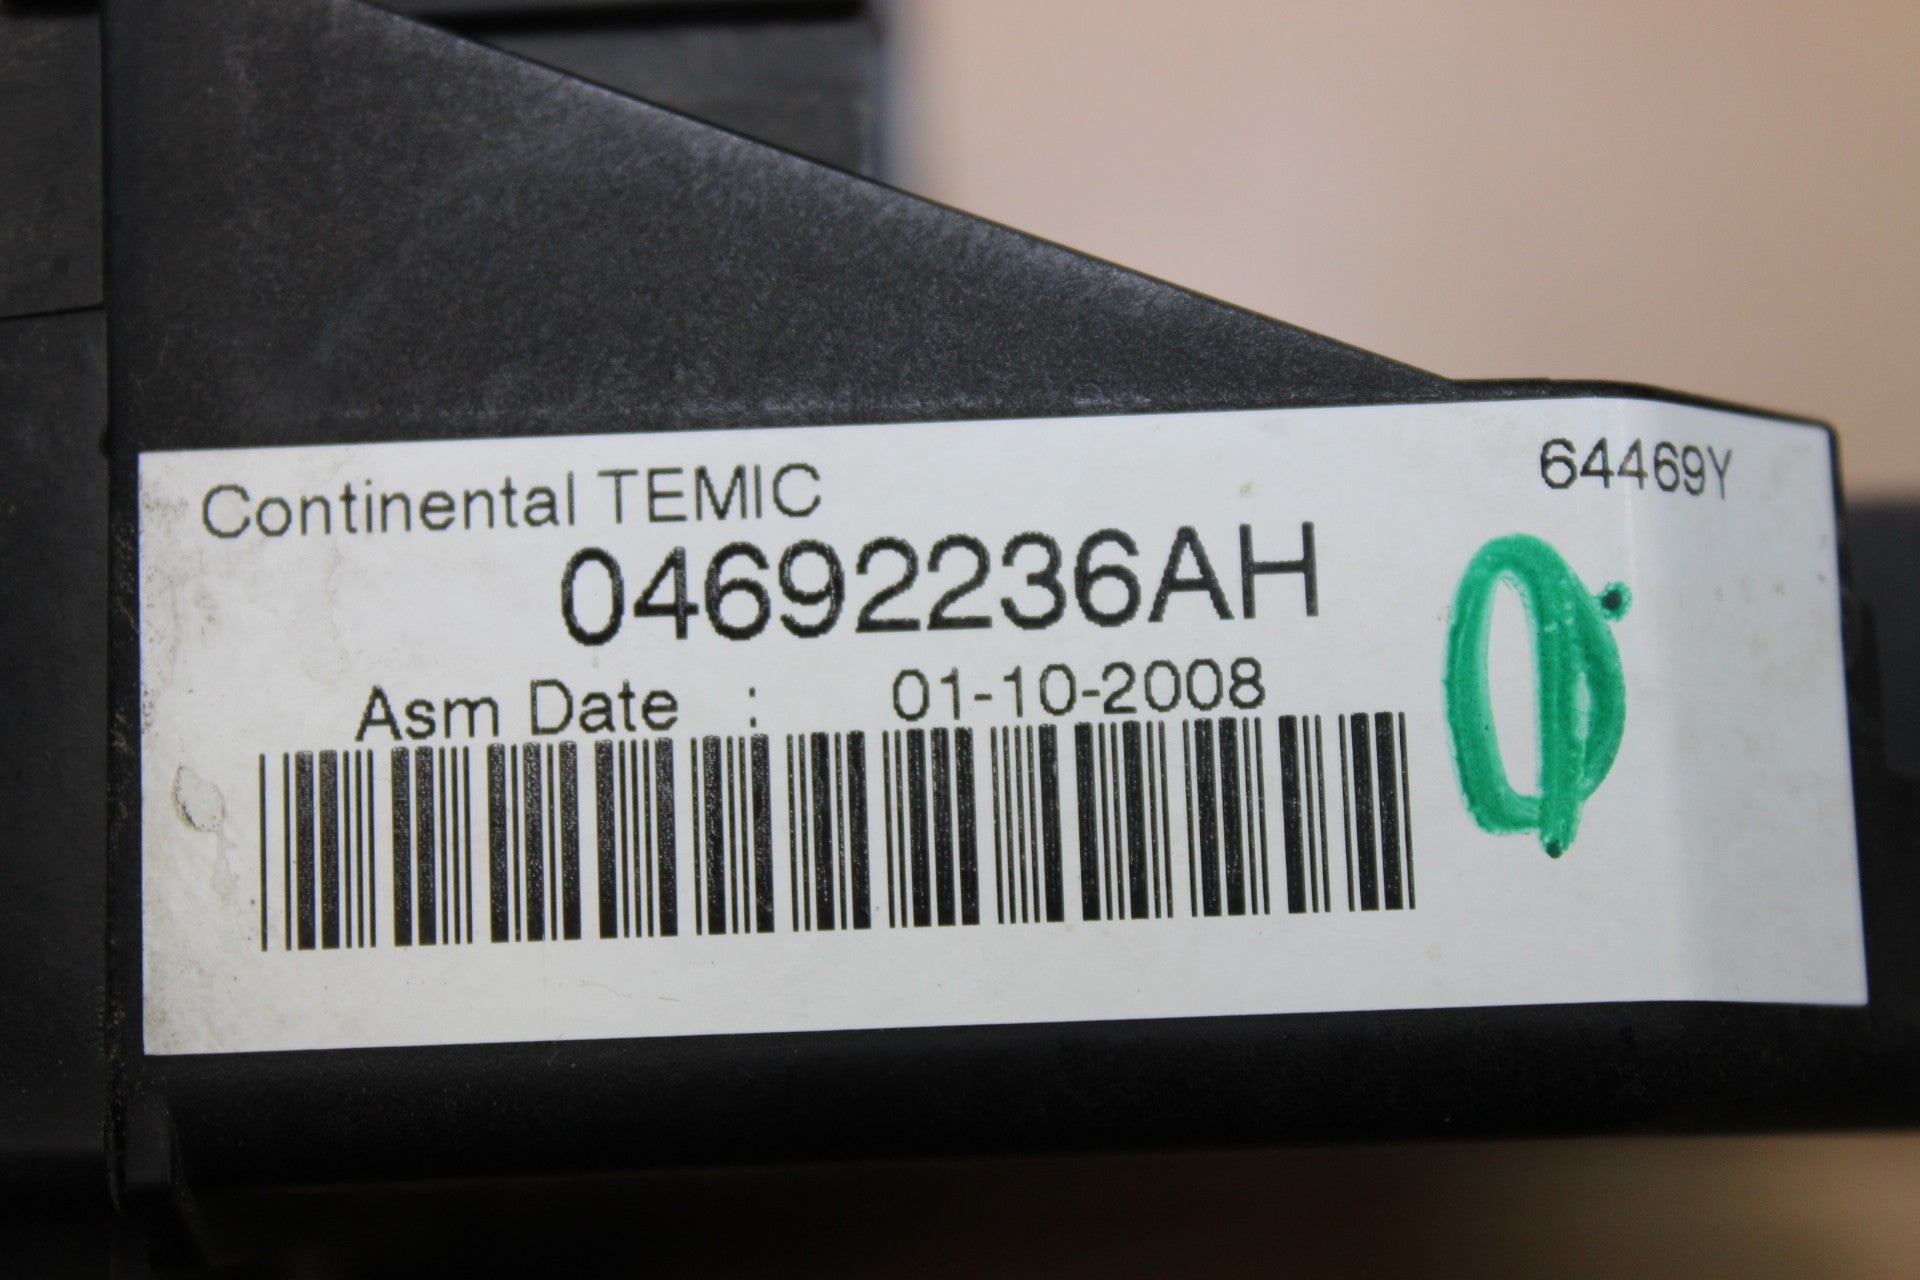 Continental TEMIC 64469Y
04692236AH
Asm Date : 01-10-2008